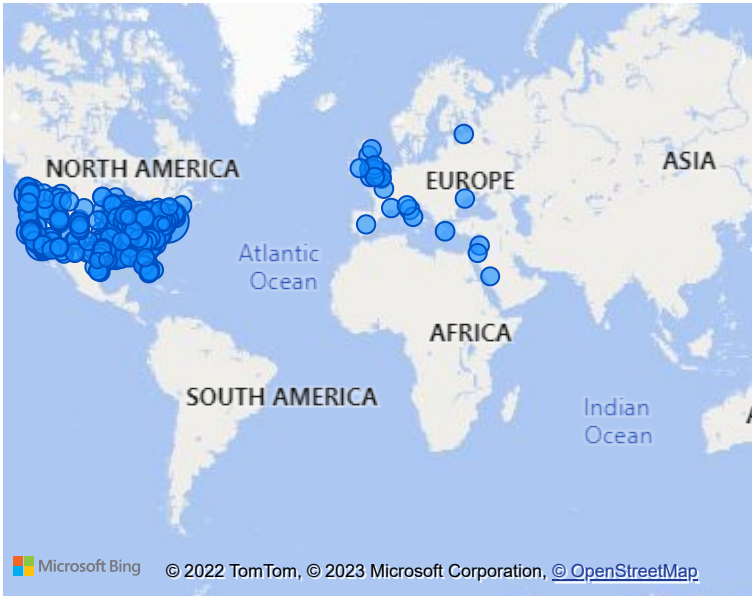 NORTH AMERICA
ASIA
EUROPE
Atlantic
Ocean
AFRICA
SOUTH AMERICA
Indian
Ocean
A
Microsoft Bing
© 2022 TomTom, © 2023 Microsoft Corporation, © OpenStreetMap